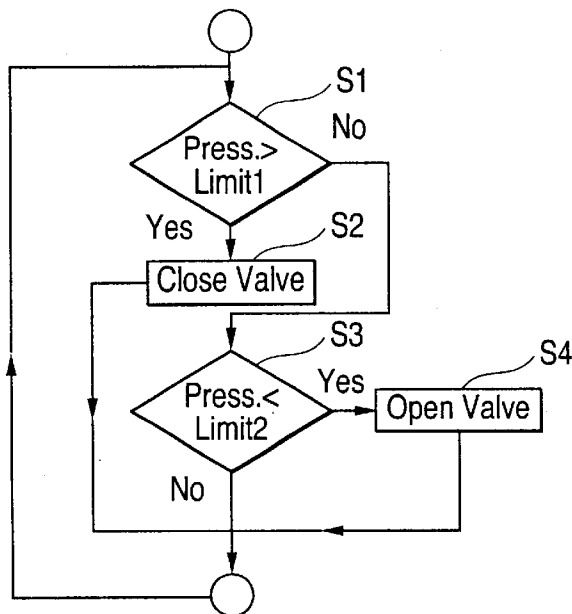 S1
No
Press.>
Limit1
Yes
S2
Close Valve
S3
Press.<
Limit2
Yes
S4
Open Valve
No